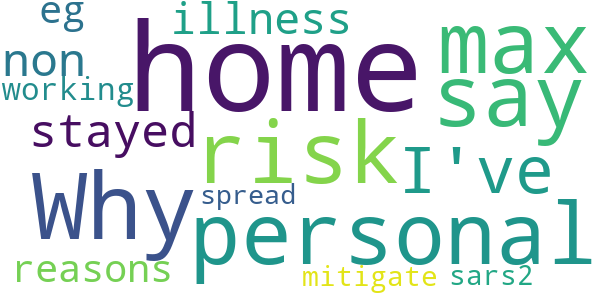 eg
illness
home
max
non
say
working
stayed
risk
I've
Why
spread
personal
reasons
mitigate
sars2